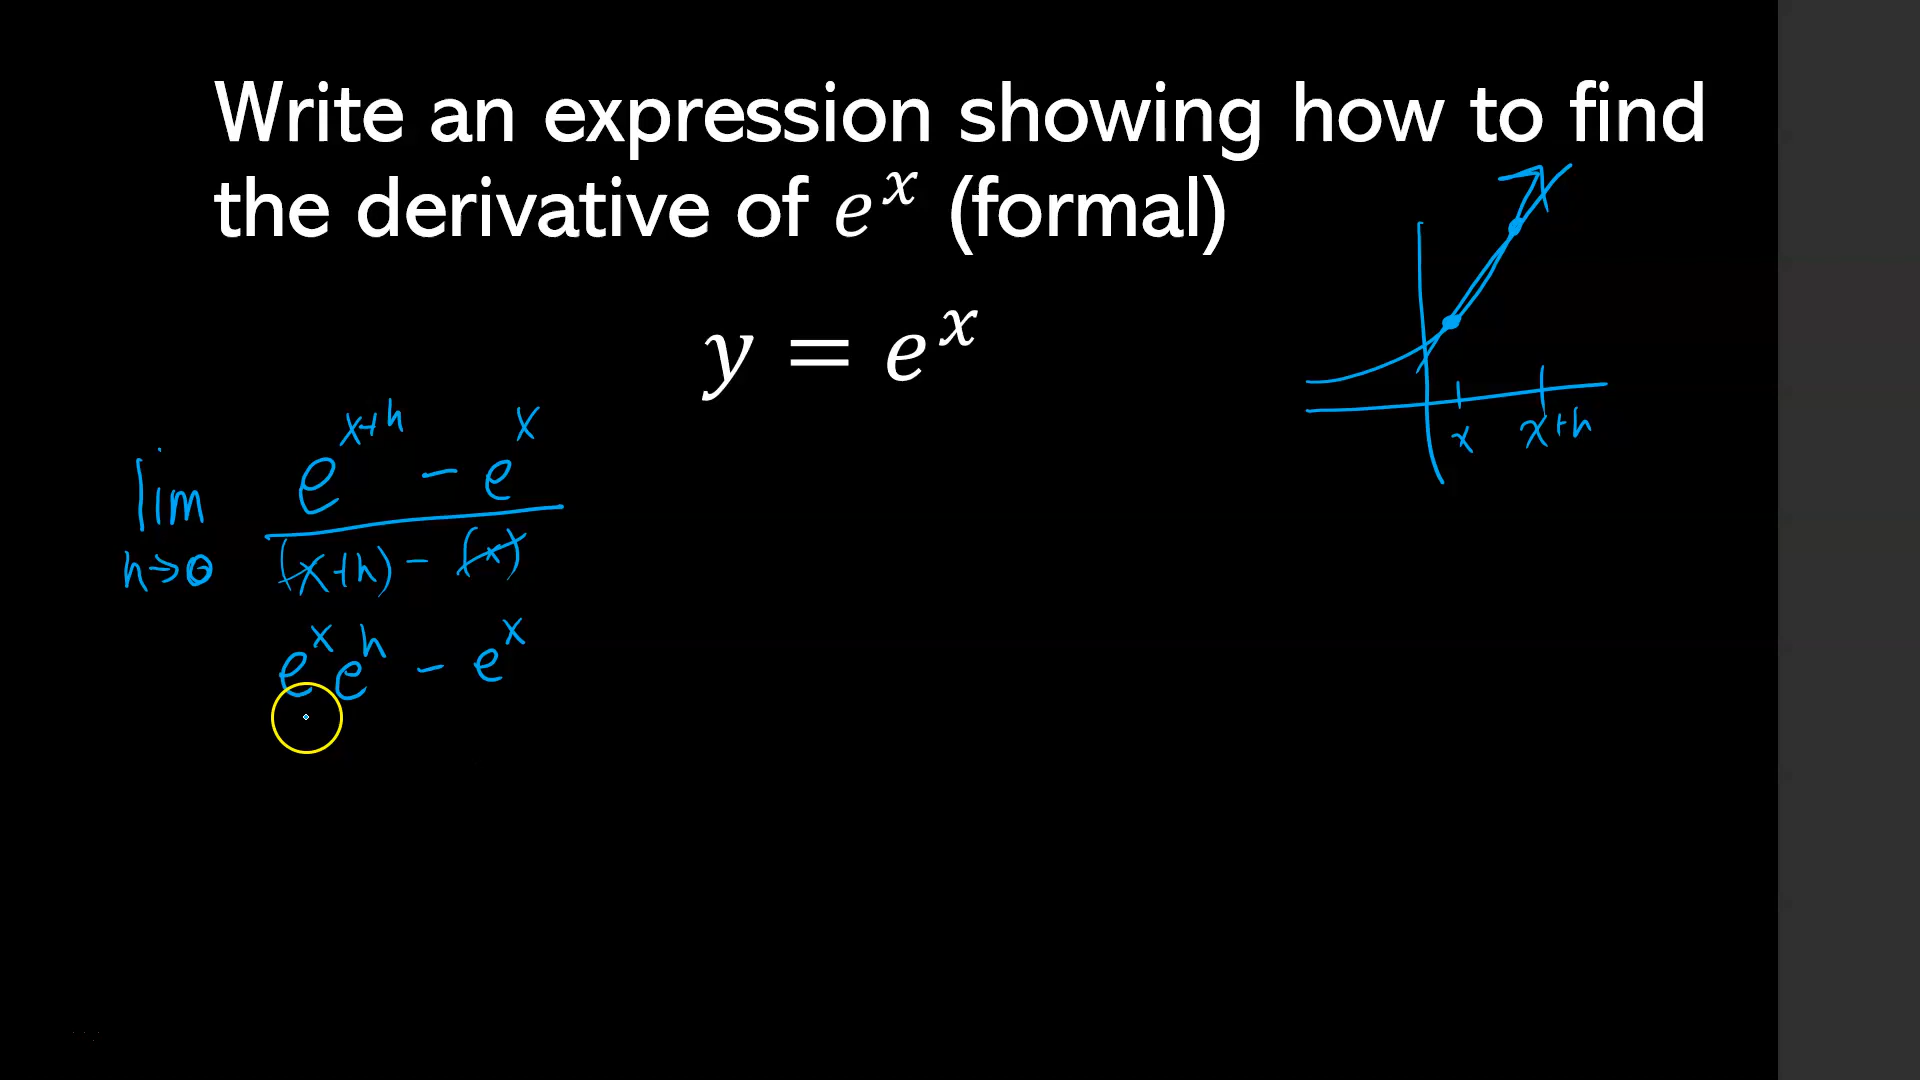 Write an expression showing how to find
the derivative of e^x (formal)
y = e^x
lim h→0 (e^(x+h) - e^x) / ((x+h) - (x))
e^x e^h - e^x
x x+h